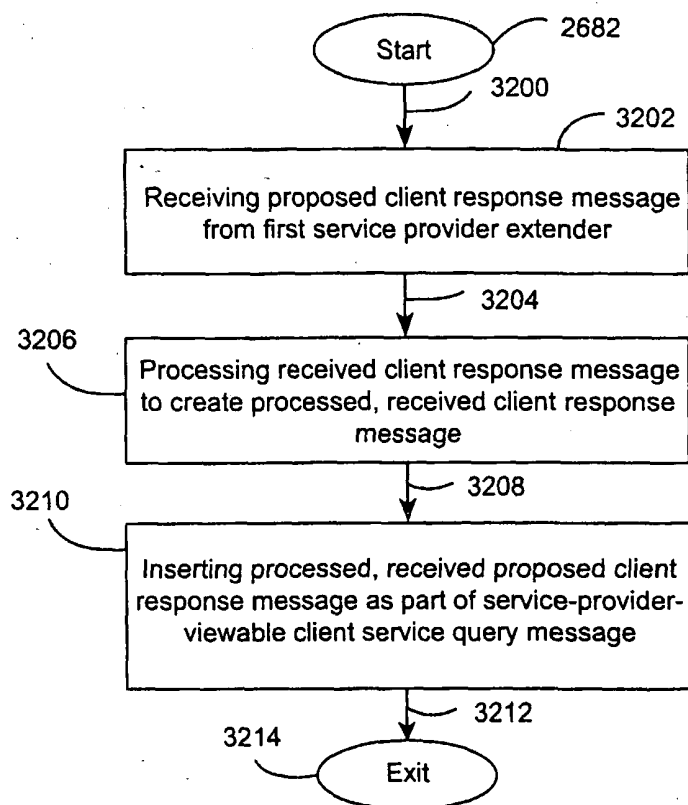 Start
2682
3200
3202
Receiving proposed client response message
from first service provider extender
3204
3206
Processing received client response message
to create processed, received client response
message
3208
3210
Inserting processed, received proposed client
response message as part of service-provider-
viewable client service query message
3212
3214
Exit